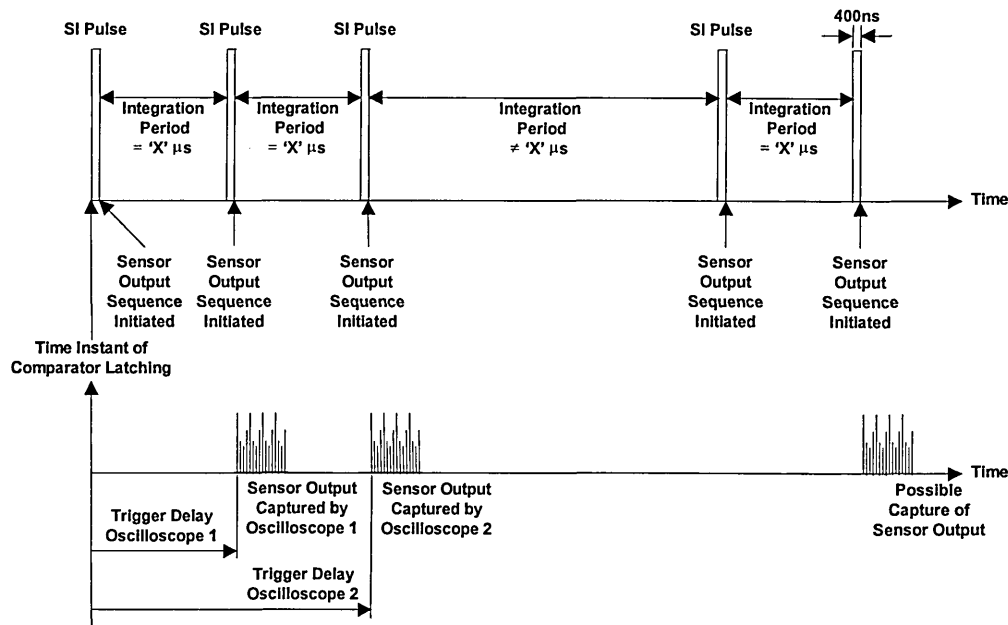 400ns
SI Pulse
SI Pulse
SI Pulse
SI Pulse
Integration
Period
= 'X' µs
Integration
Period
= 'X' µs
Integration
Period
≠ 'X' µs
Integration
Period
= 'X' µs
Time
Sensor
Output
Sequence
Initiated
Sensor
Output
Sequence
Initiated
Sensor
Output
Sequence
Initiated
Sensor
Output
Sequence
Initiated
Sensor
Output
Sequence
Initiated
Time Instant of
Comparator Latching
Time
Sensor Output
Captured by
Oscilloscope 1
Sensor Output
Captured by
Oscilloscope 2
Possible
Capture of
Sensor Output
Trigger Delay
Oscilloscope 1
Trigger Delay
Oscilloscope 2